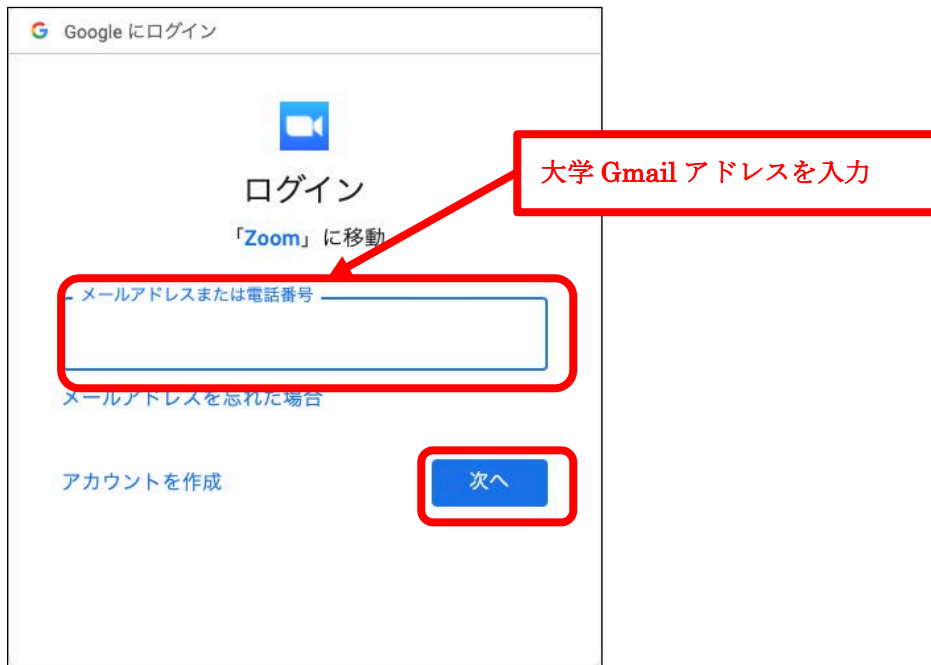 Google にログイン
ログイン
「Zoom」に移動
大学 Gmail アドレスを入力
メールアドレスまたは電話番号
メールアドレスを忘れた場合
アカウントを作成
次へ